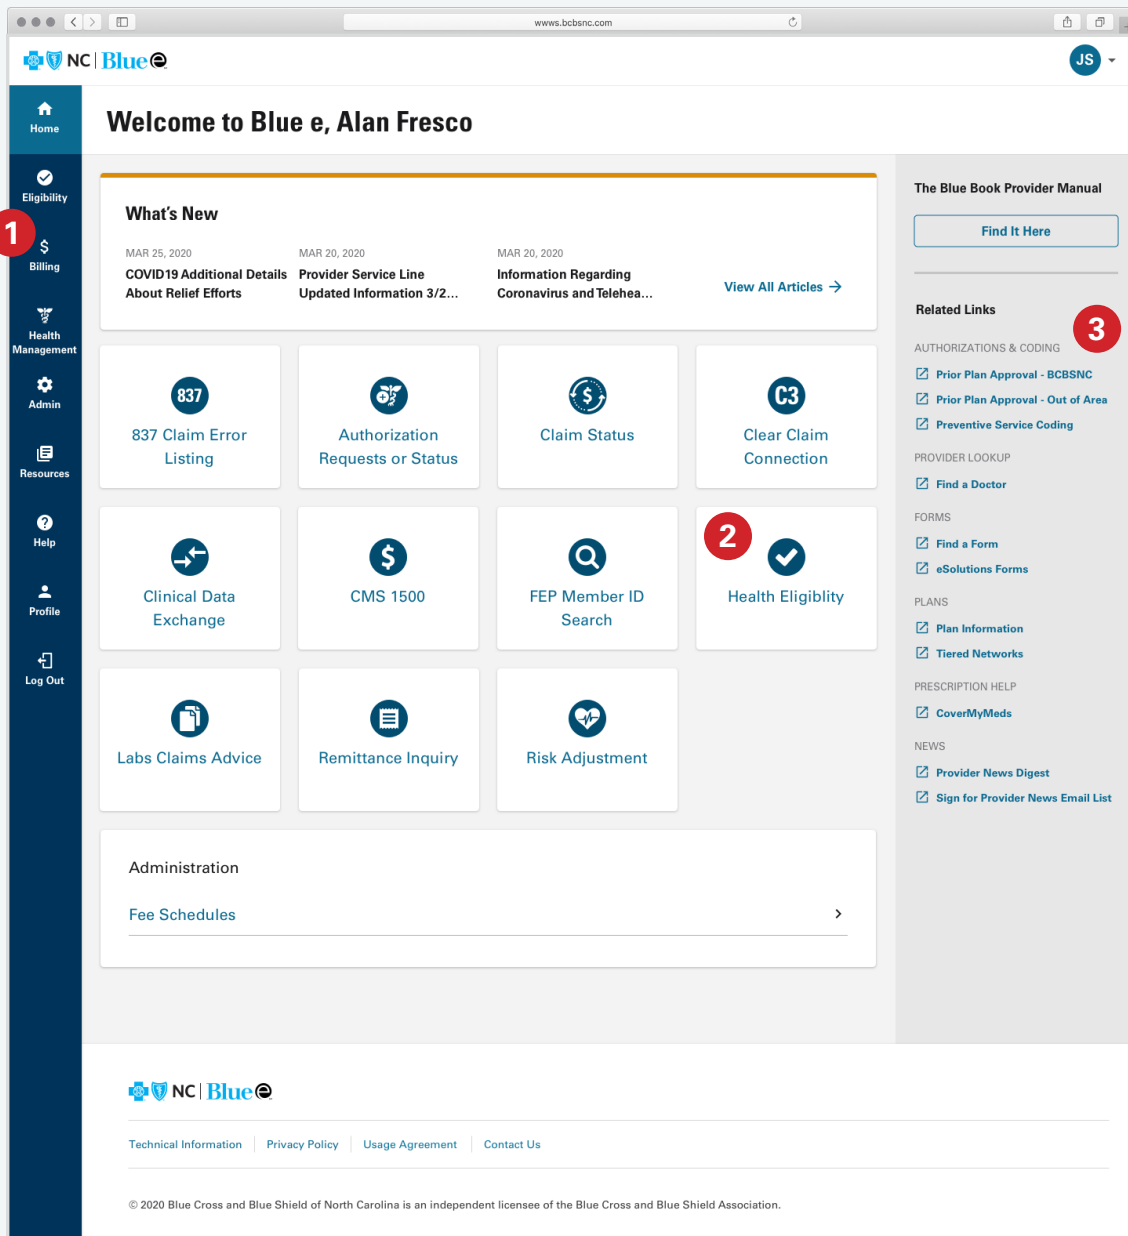 wwws.bcbsnc.com
NC | Blue e
JS
Home
Eligibility
1
Billing
Health
Management
Admin
Resources
Help
Profile
Log Out
Welcome to Blue e, Alan Fresco
What's New
MAR 25, 2020
COVID19 Additional Details
About Relief Efforts
MAR 20, 2020
Provider Service Line
Updated Information 3/2...
MAR 20, 2020
Information Regarding
Coronavirus and Telehea...
View All Articles →
837
837 Claim Error
Listing
Authorization
Requests or Status
$
Claim Status
C3
Clear Claim
Connection
Clinical Data
Exchange
$
CMS 1500
FEP Member ID
Search
2
Health Eligiblity
Labs Claims Advice
Remittance Inquiry
Risk Adjustment
Administration
Fee Schedules
The Blue Book Provider Manual
Find It Here
Related Links
3
AUTHORIZATIONS & CODING
Prior Plan Approval - BCBSNC
Prior Plan Approval - Out of Area
Preventive Service Coding
PROVIDER LOOKUP
Find a Doctor
FORMS
Find a Form
eSolutions Forms
PLANS
Plan Information
Tiered Networks
PRESCRIPTION HELP
CoverMyMeds
NEWS
Provider News Digest
Sign for Provider News Email List
NC | Blue e
Technical Information | Privacy Policy | Usage Agreement | Contact Us
© 2020 Blue Cross and Blue Shield of North Carolina is an independent licensee of the Blue Cross and Blue Shield Association.